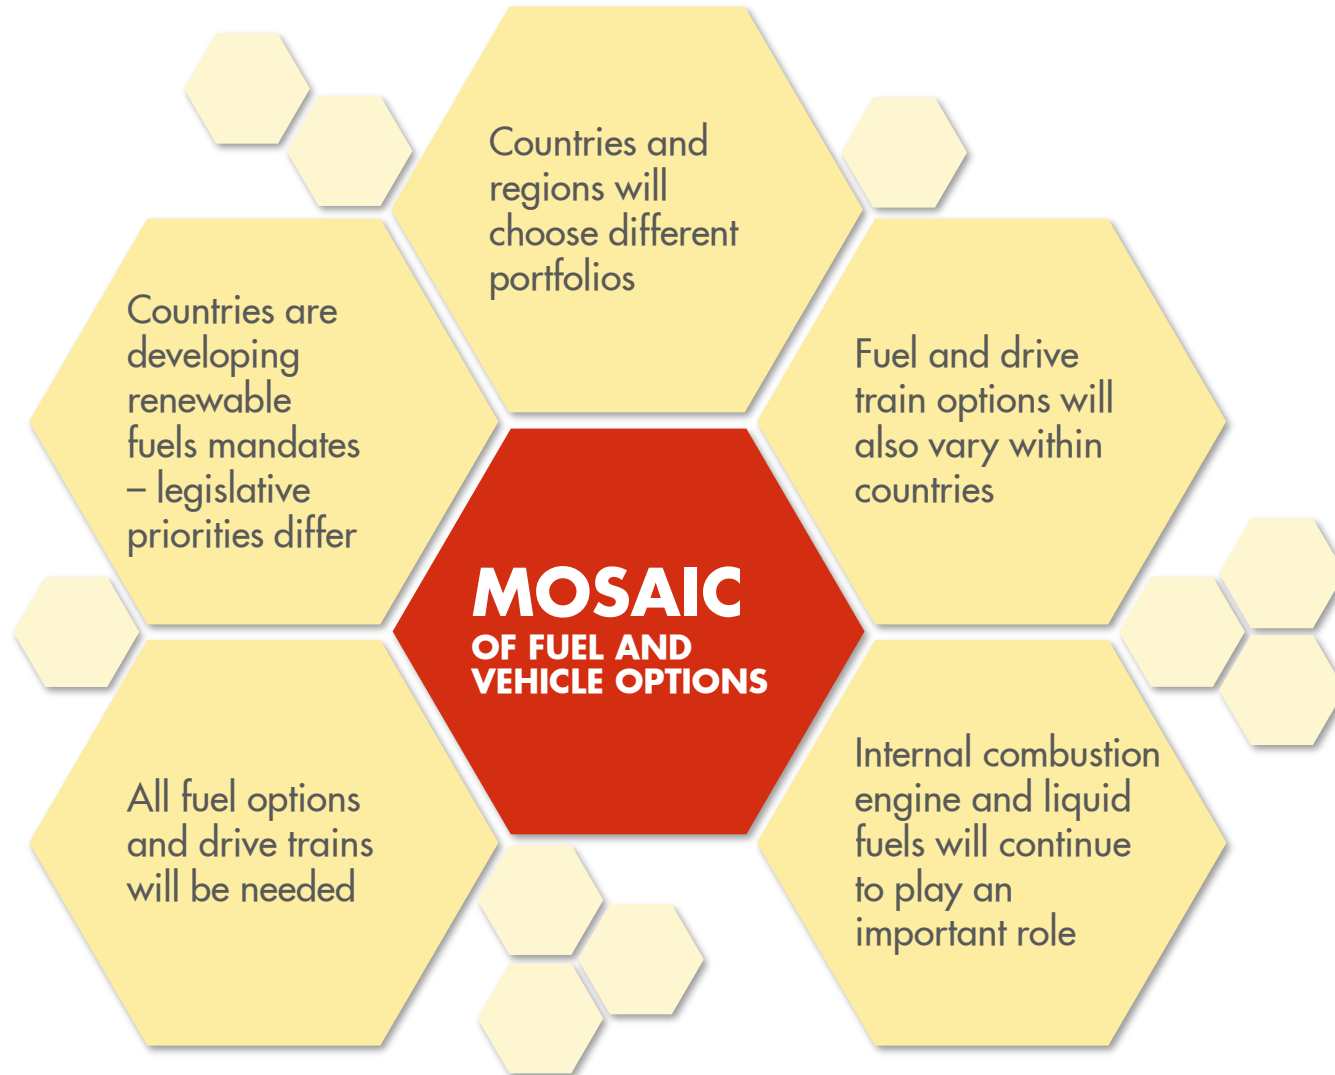 Countries and
regions will
choose different
portfolios
Countries are
developing
renewable
fuels mandates
– legislative
priorities differ
Fuel and drive
train options will
also vary within
countries
MOSAIC
OF FUEL AND
VEHICLE OPTIONS
All fuel options
and drive trains
will be needed
Internal combustion
engine and liquid
fuels will continue
to play an
important role